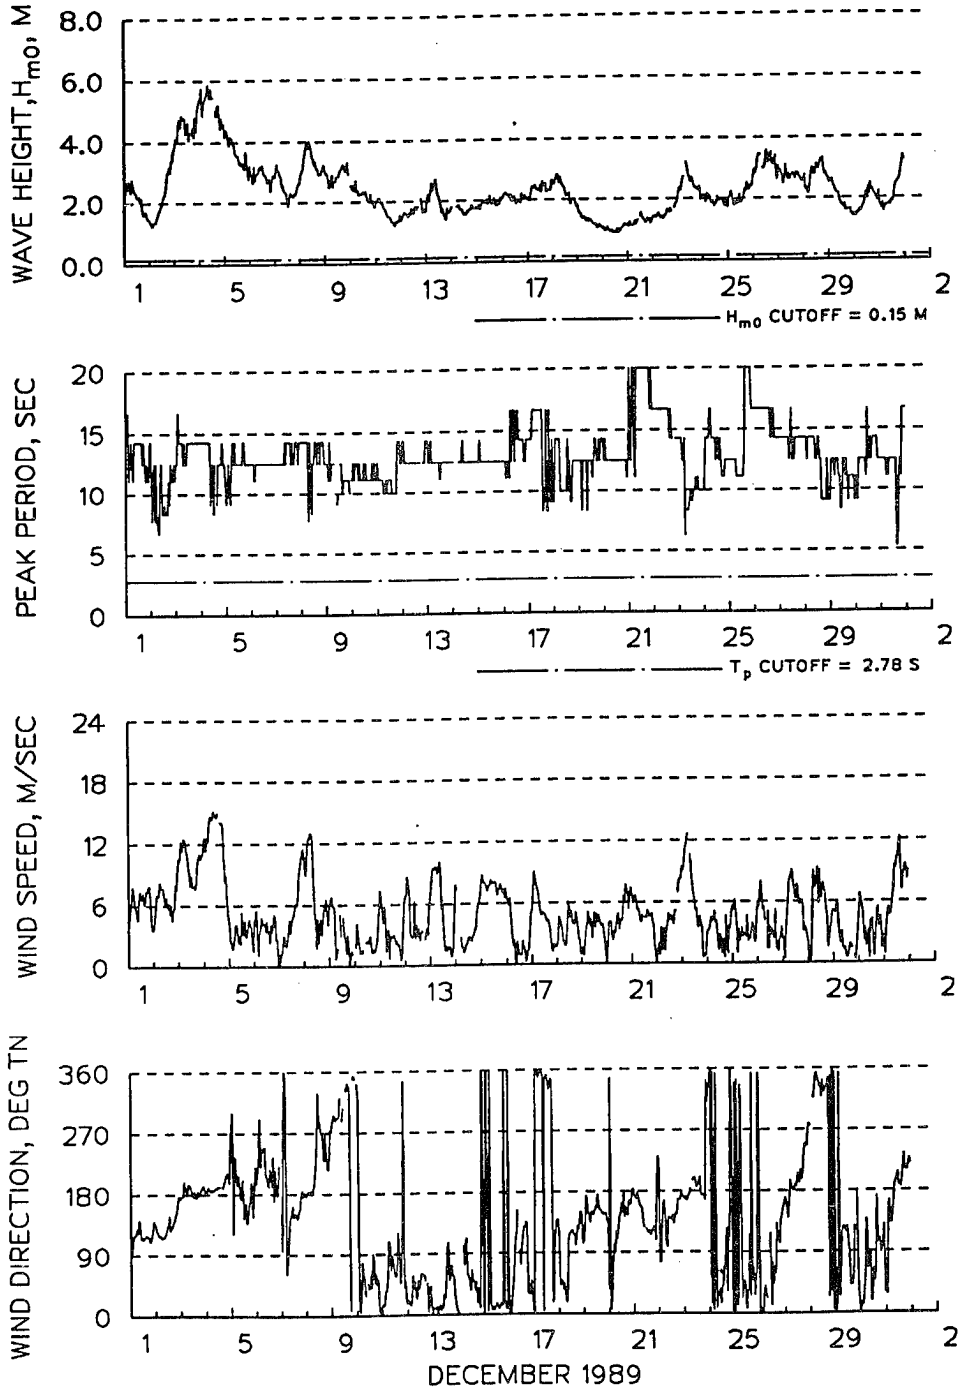 WAVE HEIGHT, Hm0, M
8.0
6.0
4.0
2.0
0.0
1 5 9 13 17 21 25 29 2
Hm0 CUTOFF = 0.15 M
PEAK PERIOD, SEC
20
15
10
5
0
1 5 9 13 17 21 25 29 2
Tp CUTOFF = 2.78 S
WIND SPEED, M/SEC
24
18
12
6
0
1 5 9 13 17 21 25 29 2
WIND DIRECTION, DEG TN
360
270
180
90
0
1 5 9 13 17 21 25 29 2
DECEMBER 1989